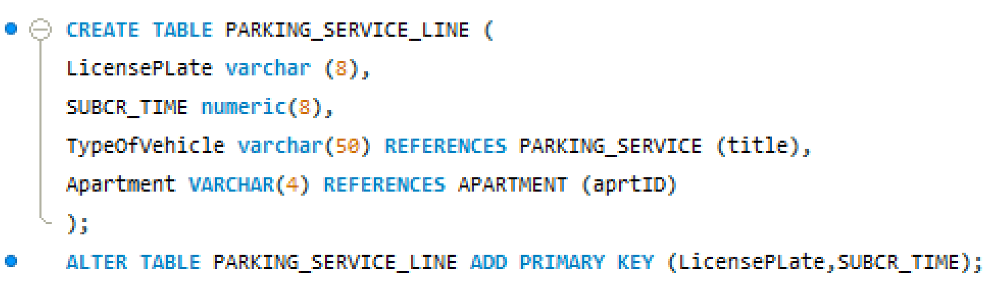 CREATE TABLE PARKING_SERVICE_LINE (
LicensePLate varchar (8),
SUBCR_TIME numeric(8),
TypeOfVehicle varchar(50) REFERENCES PARKING_SERVICE (title),
Apartment VARCHAR(4) REFERENCES APARTMENT (aprtID)
);
ALTER TABLE PARKING_SERVICE_LINE ADD PRIMARY KEY (LicensePLate,SUBCR_TIME);